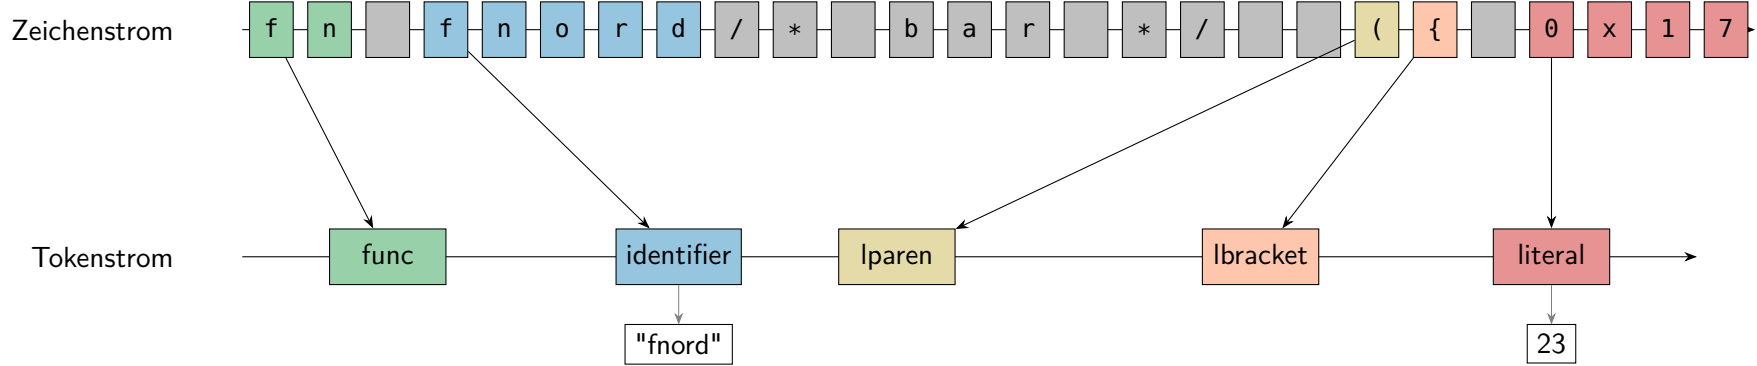 Zeichenstrom f n f n o r d / * b a r * / ( { 0 x 1 7
Tokenstrom func identifier lparen lbracket literal
"fnord" 23